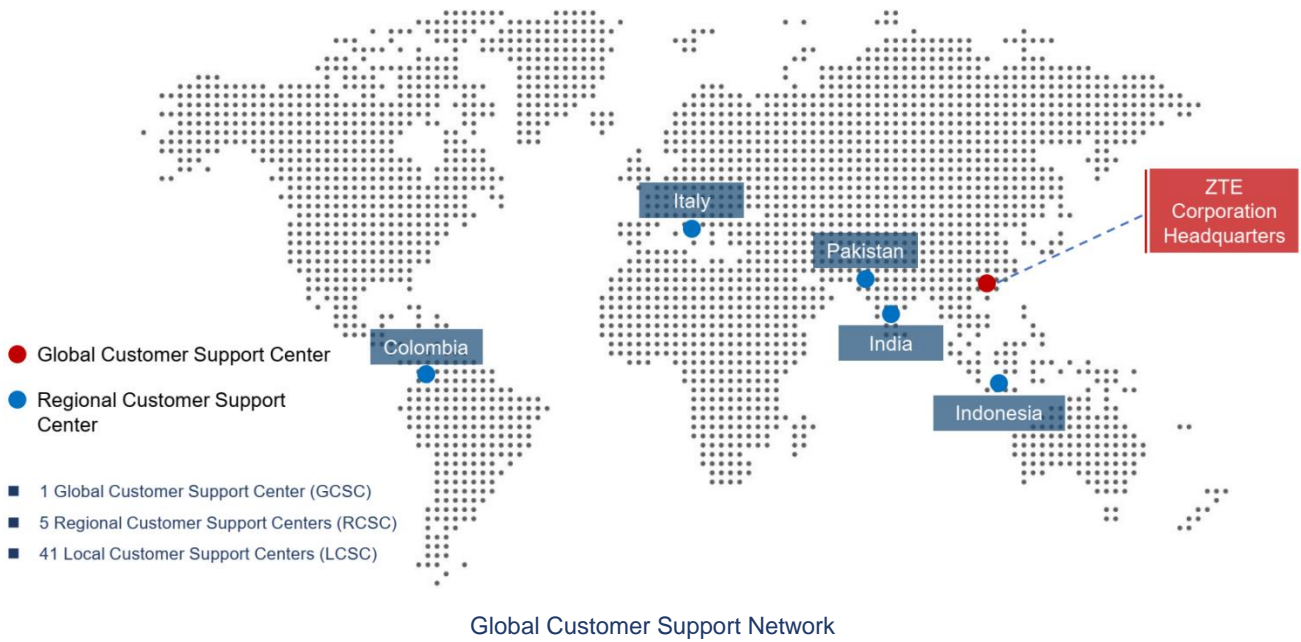 Italy
ZTE
Corporation
Headquarters
Pakistan
Colombia
India
Indonesia
Global Customer Support Center
Regional Customer Support
Center
1 Global Customer Support Center (GCSC)
5 Regional Customer Support Centers (RCSC)
41 Local Customer Support Centers (LCSC)
Global Customer Support Network